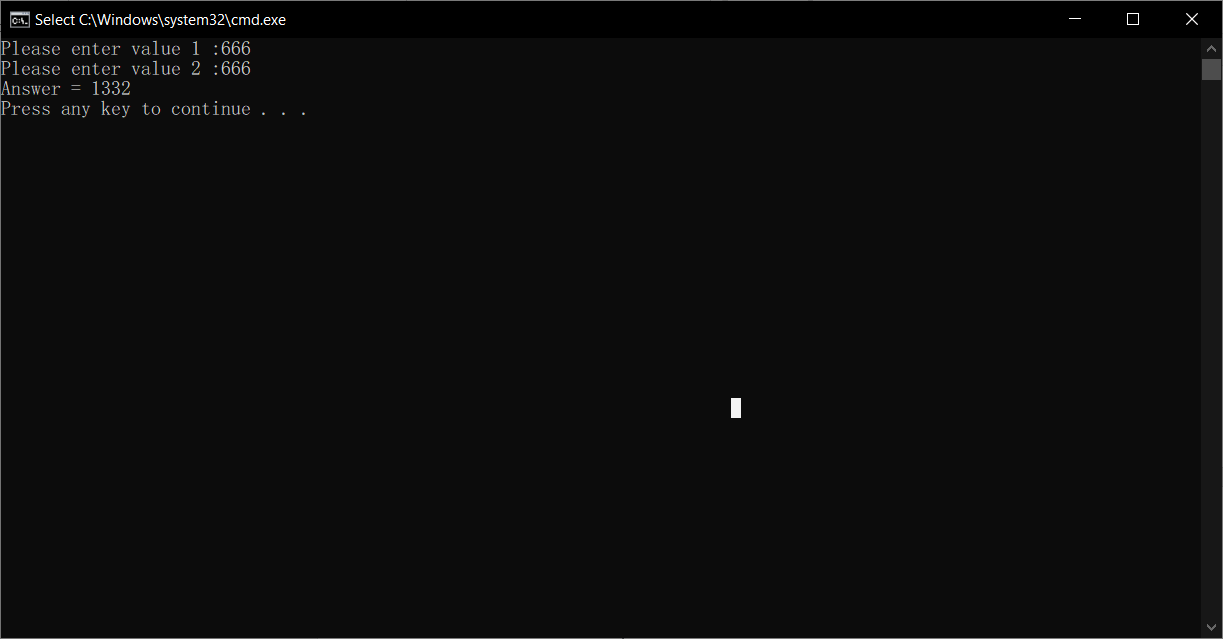 Select C:\Windows\system32\cmd.exe
Please enter value 1 :666
Please enter value 2 :666
Answer = 1332
Press any key to continue . . .